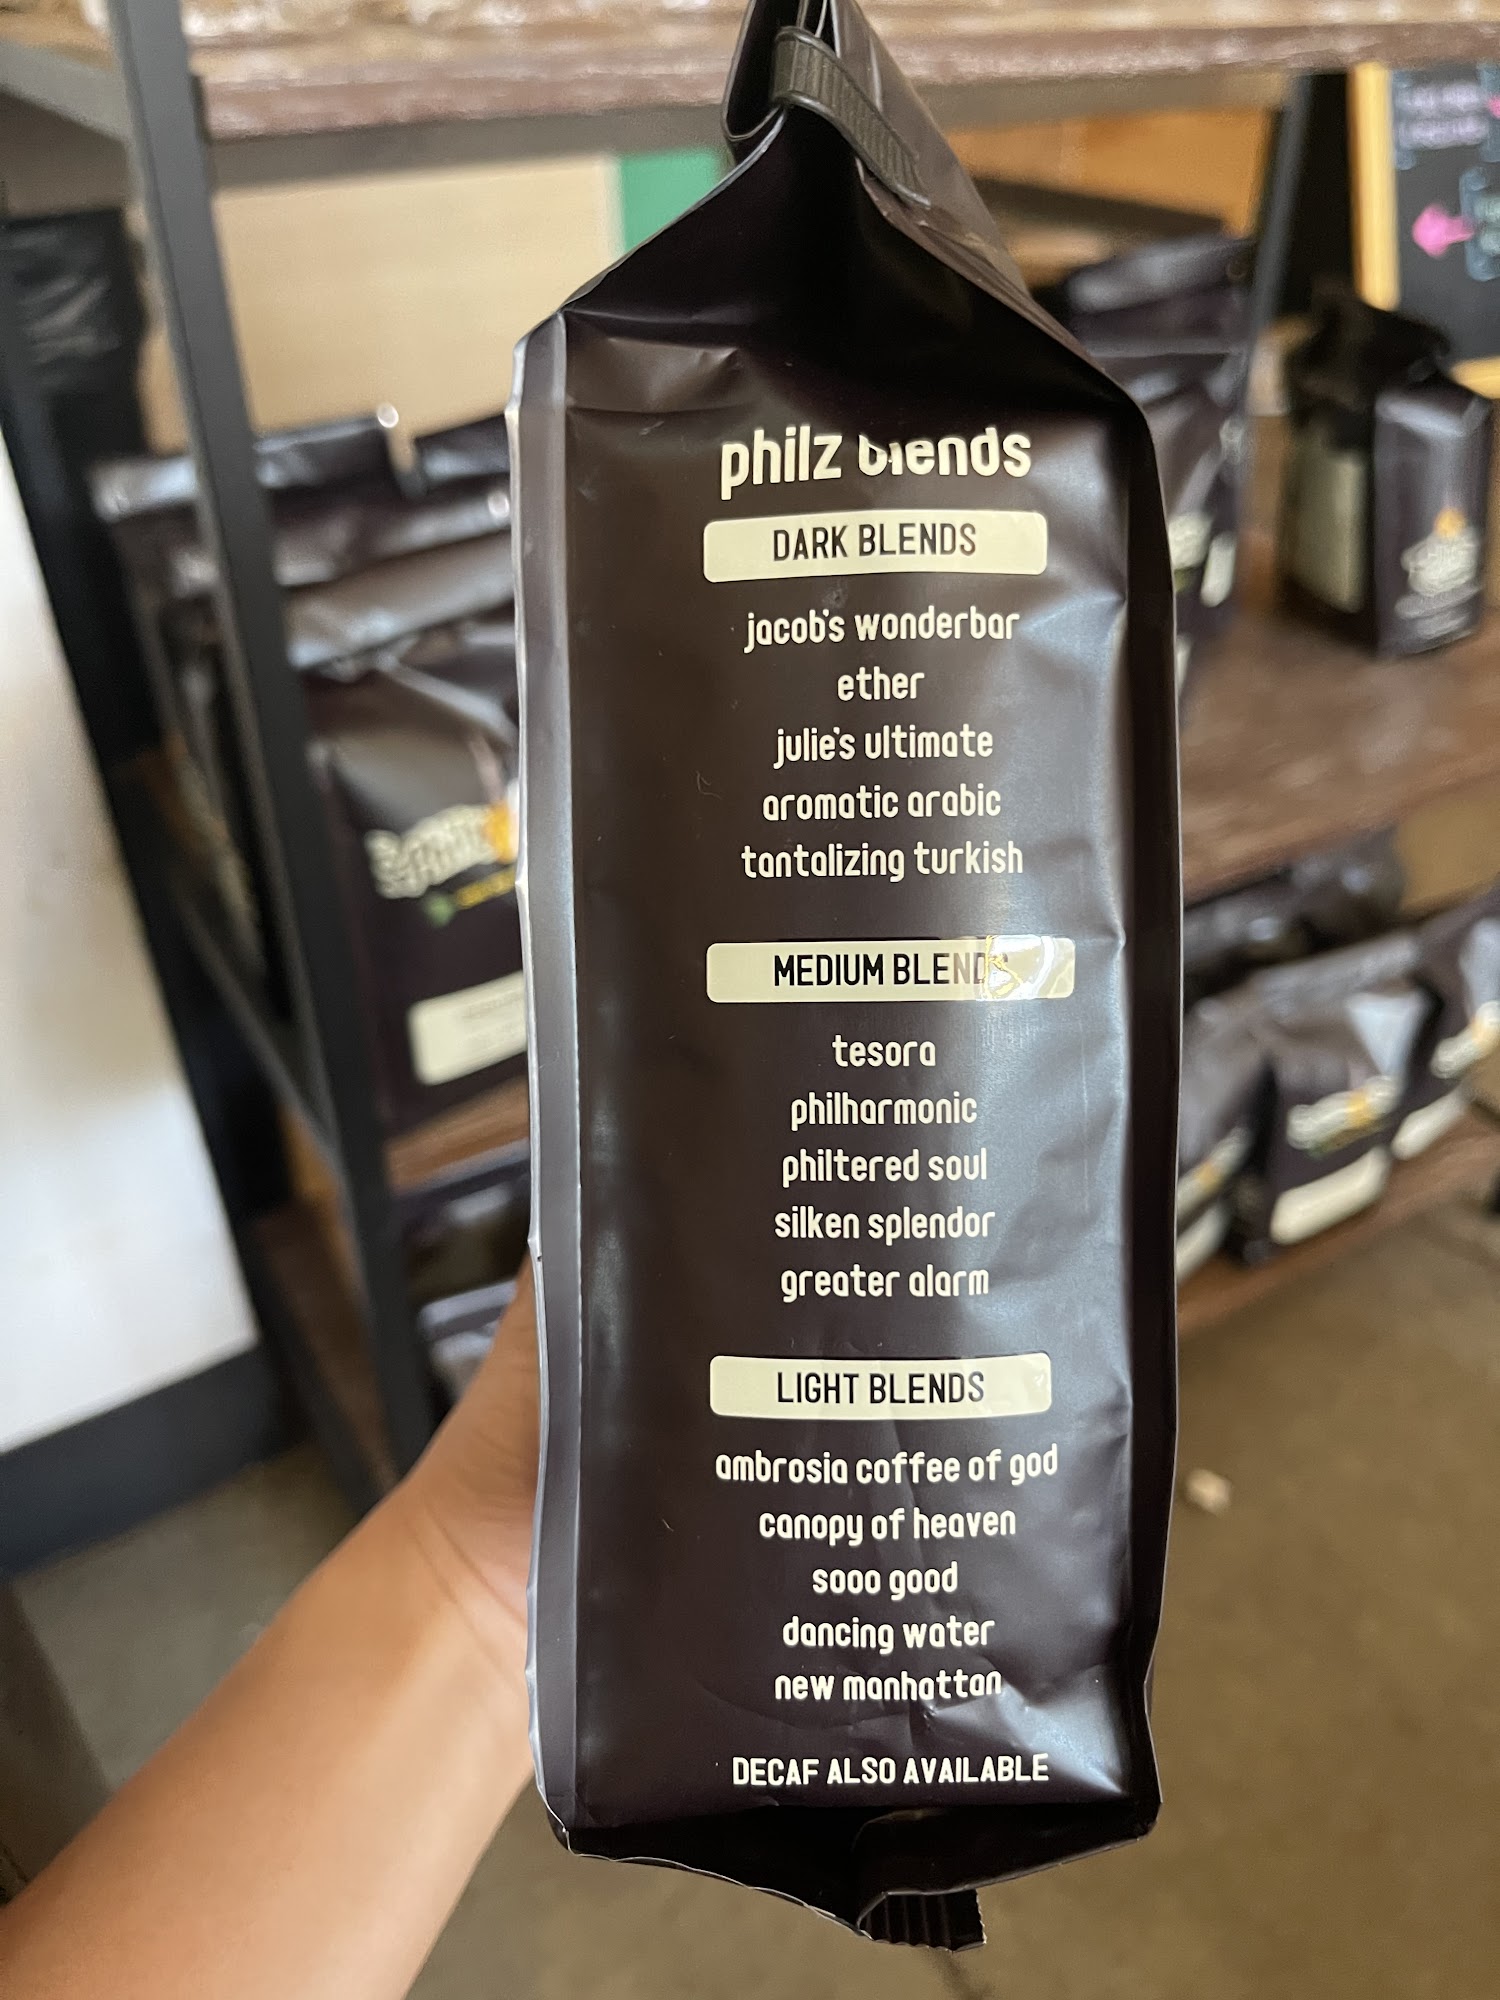 philz blends
DARK BLENDS
jacob's wonderbar
ether
julie's ultimate
aromatic arabic
tantalizing turkish
MEDIUM BLENDS
tesora
philharmonic
philtered soul
silken splendor
greater alarm
LIGHT BLENDS
ambrosia coffee of god
canopy of heaven
sooo good
dancing water
new manhattan
DECAF ALSO AVAILABLE